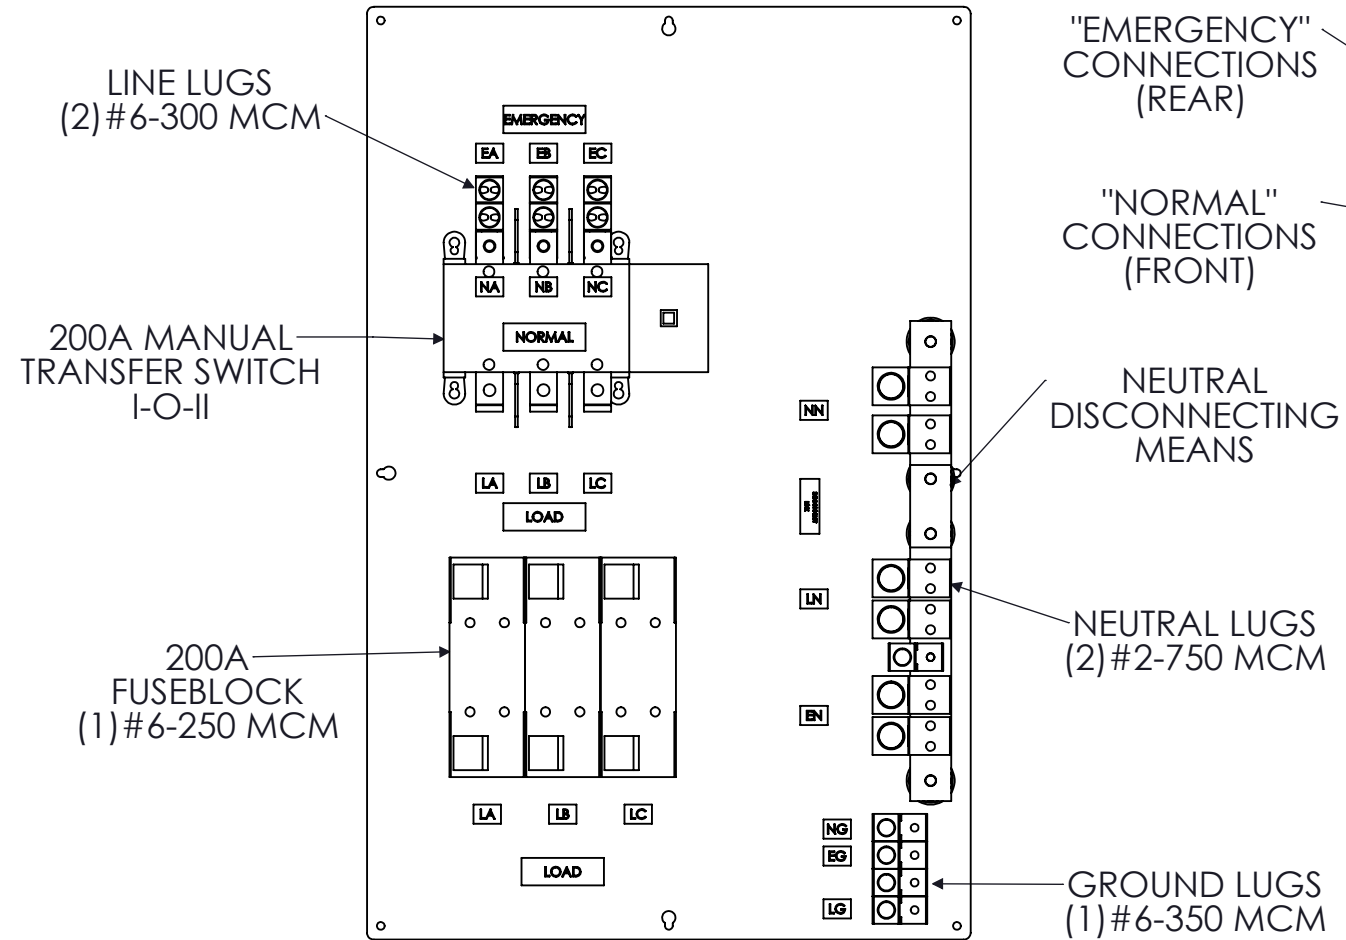 "EMERGENCY"
CONNECTIONS
(REAR)
LINE LUGS
(2)#6-300 MCM
EMERGENCY
EA EB EC
"NORMAL"
CONNECTIONS
(FRONT)
NA NB NC
200A MANUAL
TRANSFER SWITCH
I-O-II
NORMAL
NEUTRAL
DISCONNECTING
MEANS
NN
LA LB LC
LOAD
LN
NEUTRAL LUGS
(2)#2-750 MCM
200A
FUSEBLOCK
(1)#6-250 MCM
EN
LA LB LC
NG
EG
LOAD
GROUND LUGS
(1)#6-350 MCM
LG